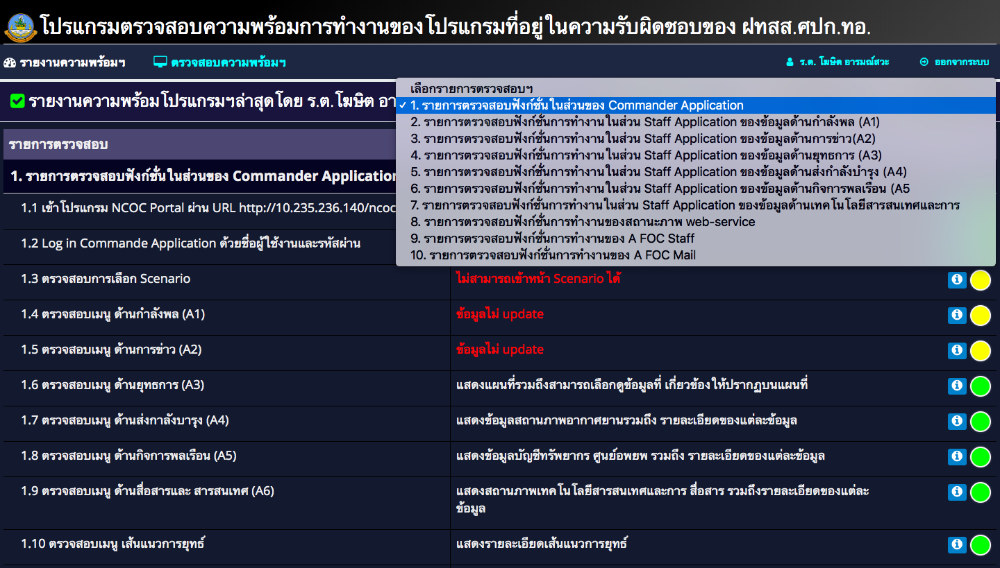 โปรแกรมตรวจสอบความพร้อมการทำงานของโปรแกรมที่อยู่ในความรับผิดชอบของ ฝทสส.ศปก.ทอ.
รายงานความพร้อมฯ
ตรวจสอบความพร้อมฯ
ร.ต. โฆษิต อารมณ์สวะ
ออกจากระบบ
รายงานความพร้อมโปรแกรมฯล่าสุดโดย ร.ต.โฆษิต อา
เลือกรายการตรวจสอบฯ
1. รายการตรวจสอบฟังก์ชั่นในส่วนของ Commander Application
2. รายการตรวจสอบฟังก์ชั่นการทำงานในส่วน Staff Application ของข้อมูลด้านกำลังพล (A1)
3. รายการตรวจสอบฟังก์ชั่นการทำงานในส่วน Staff Application ของข้อมูลด้านการข่าว(A2)
4. รายการตรวจสอบฟังก์ชั่นการทำงานในส่วน Staff Application ของข้อมูลด้านยุทธการ (A3)
5. รายการตรวจสอบฟังก์ชั่นการทำงานในส่วน Staff Application ของข้อมูลด้านส่งกำลังบำรุง (A4)
6. รายการตรวจสอบฟังก์ชั่นการทำงานในส่วน Staff Application ของข้อมูลด้านกิจการพลเรือน (A5
7. รายการตรวจสอบฟังก์ชั่นการทำงานในส่วน Staff Application ของข้อมูลด้านเทคโนโลยีสารสนเทศและการ
8. รายการตรวจสอบฟังก์ชั่นการทำงานของสถานะภาพ web-service
9. รายการตรวจสอบฟังก์ชั่นการทำงานของ A FOC Staff
10. รายการตรวจสอบฟังก์ชั่นการทำงานของ A FOC Mail
รายการตรวจสอบ
1. รายการตรวจสอบฟังก์ชั่นในส่วนของ Commander Application
1.1 เข้าโปรแกรม NCOC Portal ผ่าน URL http://10.235.236.140/ncoc
1.2 Log in Commande Application ด้วยชื่อผู้ใช้งานและรหัสผ่าน
1.3 ตรวจสอบการเลือก Scenario
ไม่สามารถเข้าหน้า Scenario ได้
1.4 ตรวจสอบเมนู ด้านกำลังพล (A1)
ข้อมูลไม่ update
1.5 ตรวจสอบเมนู ด้านการข่าว (A2)
ข้อมูลไม่ update
1.6 ตรวจสอบเมนู ด้านยุทธการ (A3)
แสดงแผนที่รวมถึงสามารถเลือกดูข้อมูลที่ เกี่ยวข้องให้ปรากฏบนแผนที่
1.7 ตรวจสอบเมนู ด้านส่งกาลังบารุง (A4)
แสดงข้อมูลสถานภาพอากาศยานรวมถึง รายละเอียดของแต่ละข้อมูล
1.8 ตรวจสอบเมนู ด้านกิจการพลเรือน (A5)
แสดงข้อมูลบัญชีทรัพยากร ศูนย์อพยพ รวมถึง รายละเอียดของแต่ละข้อมูล
1.9 ตรวจสอบเมนู ด้านสื่อสารและ สารสนเทศ (A6)
แสดงสถานภาพเทคโนโลยีสารสนเทศและการ สื่อสาร รวมถึงรายละเอียดของแต่ละ
ข้อมูล
1.10 ตรวจสอบเมนู เส้นแนวการยุทธ์
แสดงรายละเอียดเส้นแนวการยุทธ์